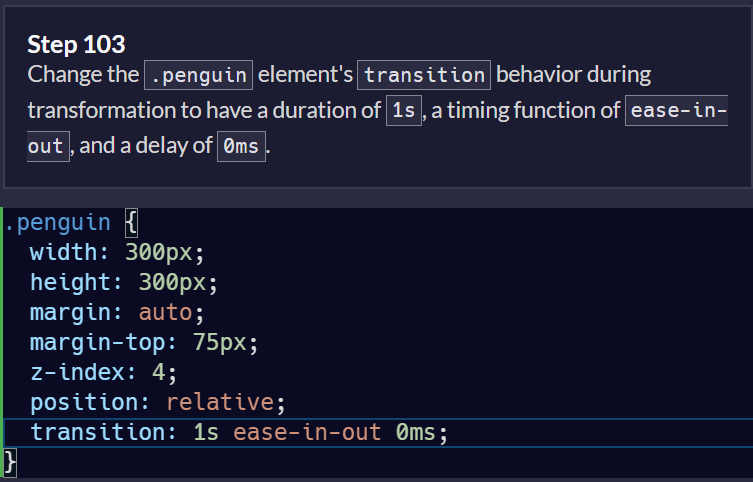 Step 103
Change the .penguin element's transition behavior during
transformation to have a duration of 1s, a timing function of ease-in-
out, and a delay of 0ms.
.penguin {
  width: 300px;
  height: 300px;
  margin: auto;
  margin-top: 75px;
  z-index: 4;
  position: relative;
  transition: 1s ease-in-out 0ms;
}